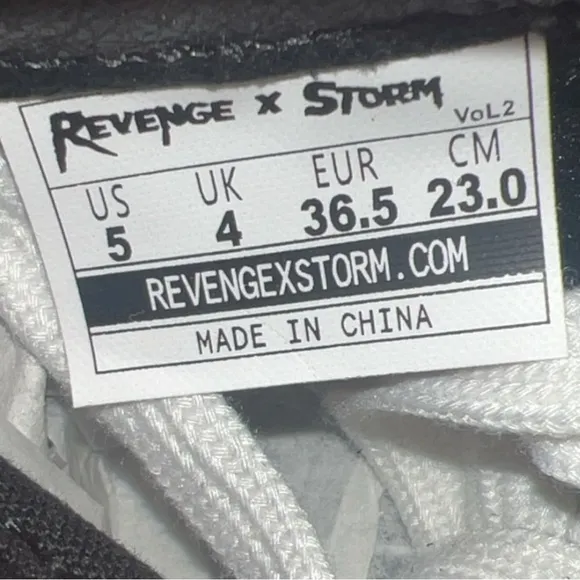 REVENGE X STORM
VOL2
US UK EUR CM
5 4 36.5 23.0
REVENGEXSTORM.COM
MADE IN CHINA